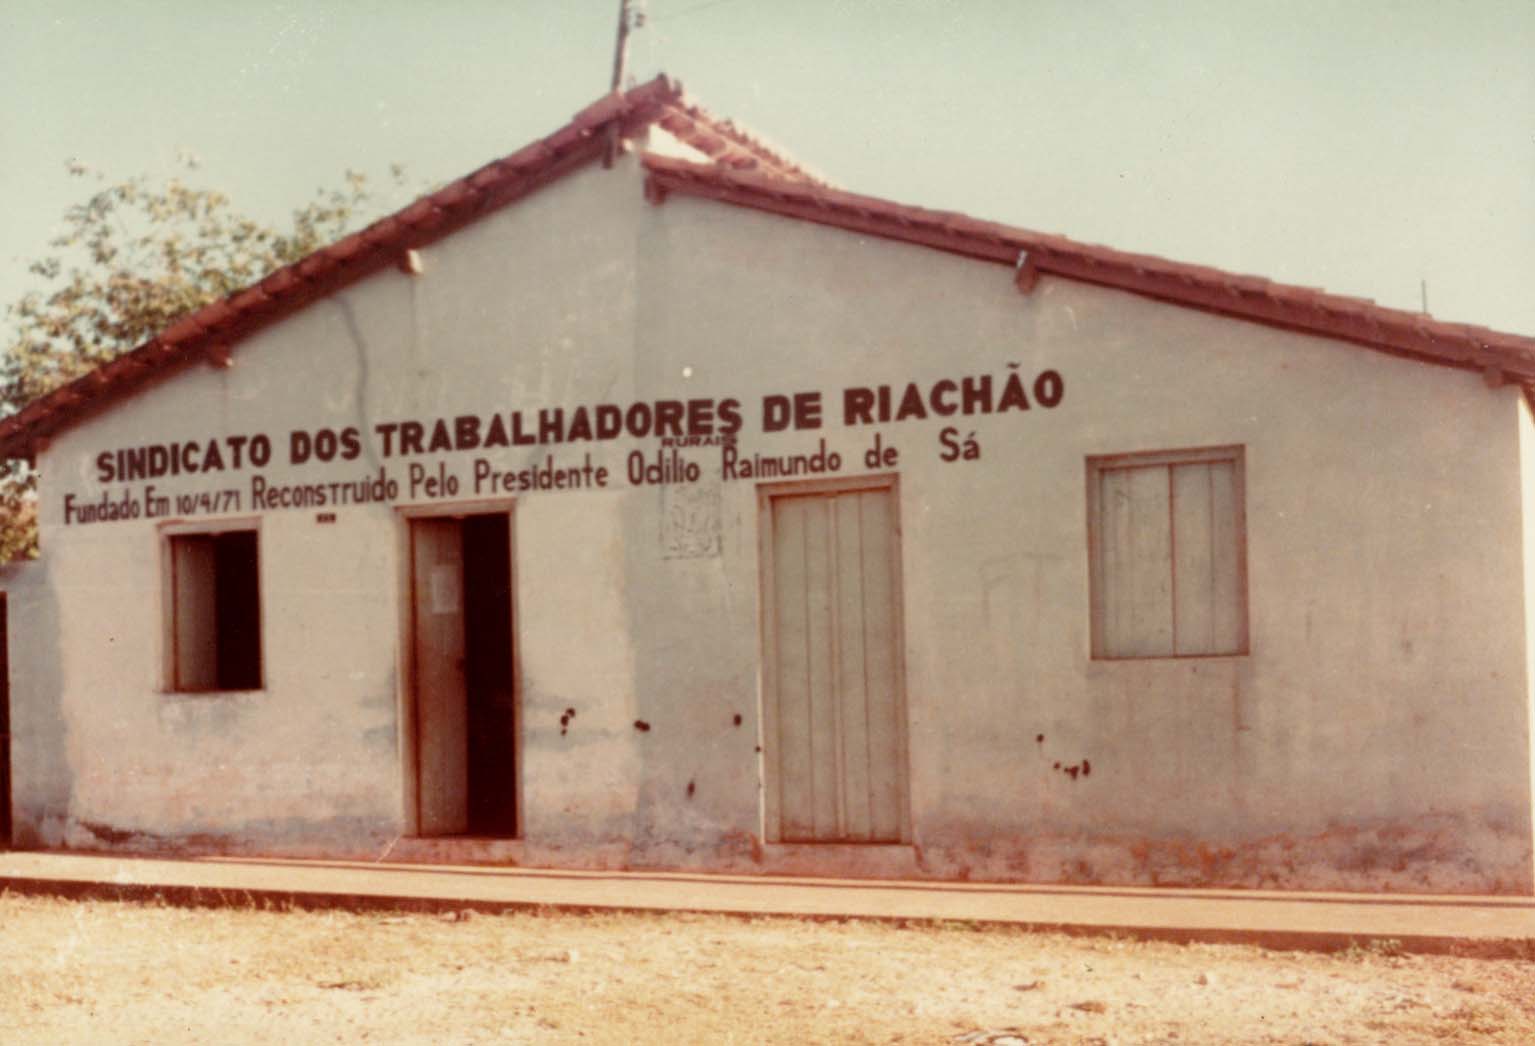 SINDICATO DOS TRABALHADORES DE RIACHÃO
RURAIS
Fundado Em 10/4/71 Reconstruido Pelo Presidente Odilio Raimundo de Sá